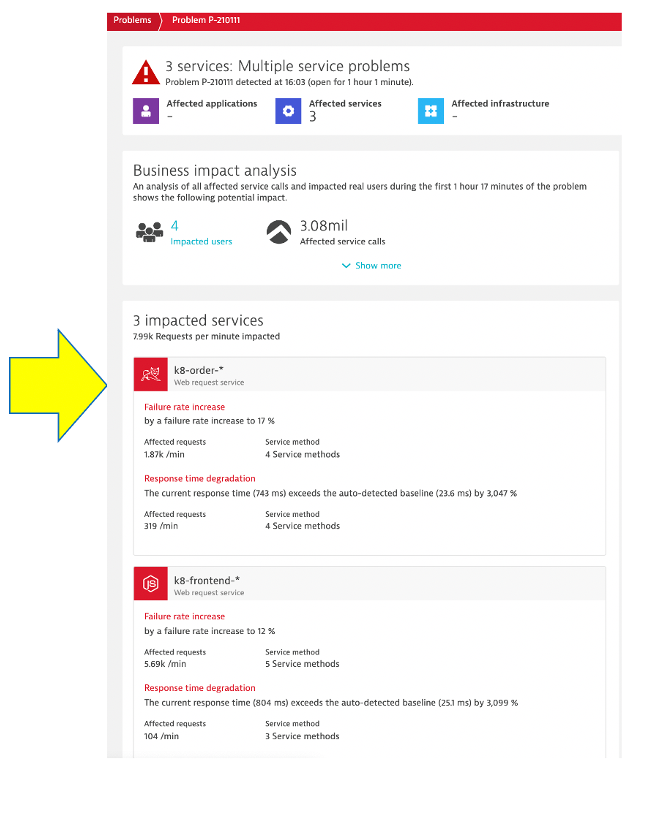 Problems
Problem P-210111
3 services: Multiple service problems
Problem P-210111 detected at 16:03 (open for 1 hour 1 minute).
Affected applications
–
Affected services
3
Affected infrastructure
–
Business impact analysis
An analysis of all affected service calls and impacted real users during the first 1 hour 17 minutes of the problem
shows the following potential impact.
4
Impacted users
3.08mil
Affected service calls
Show more
3 impacted services
7.99k Requests per minute impacted
k8-order-*
Web request service
Failure rate increase
by a failure rate increase to 17 %
Affected requests
Service method
1.87k /min
4 Service methods
Response time degradation
The current response time (743 ms) exceeds the auto-detected baseline (23.6 ms) by 3,047 %
Affected requests
Service method
319 /min
4 Service methods
JS
k8-frontend-*
Web request service
Failure rate increase
by a failure rate increase to 12 %
Affected requests
Service method
5.69k /min
5 Service methods
Response time degradation
The current response time (804 ms) exceeds the auto-detected baseline (25.1 ms) by 3,099 %
Affected requests
Service method
104 /min
3 Service methods